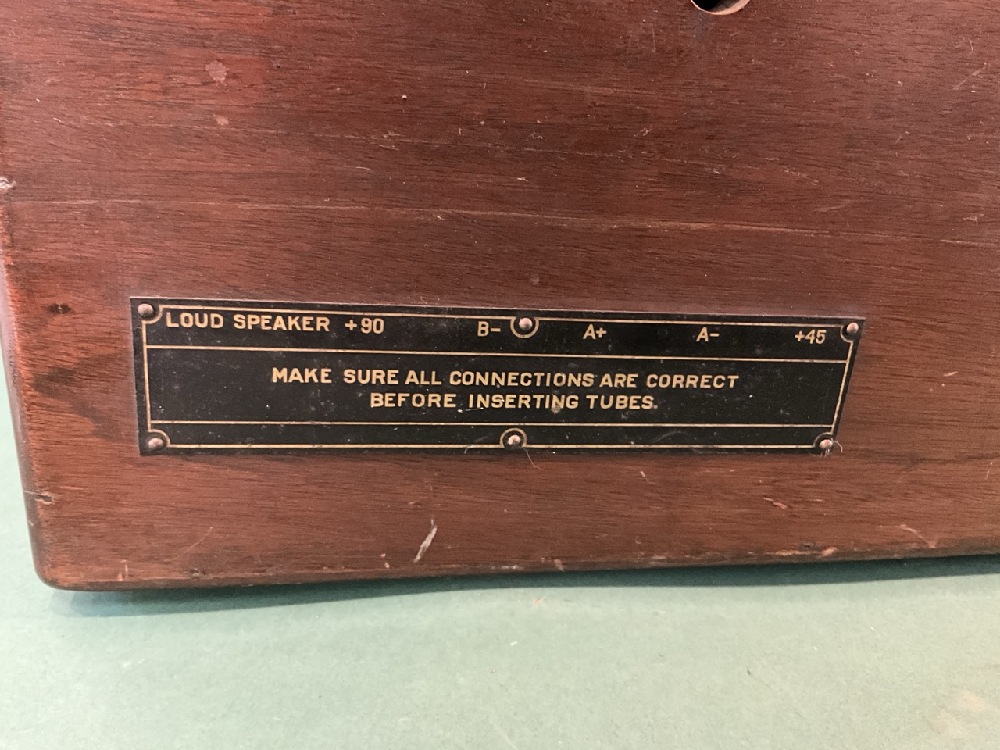 LOUD SPEAKER +90 B- A+ A- +45
MAKE SURE ALL CONNECTIONS ARE CORRECT
BEFORE INSERTING TUBES.